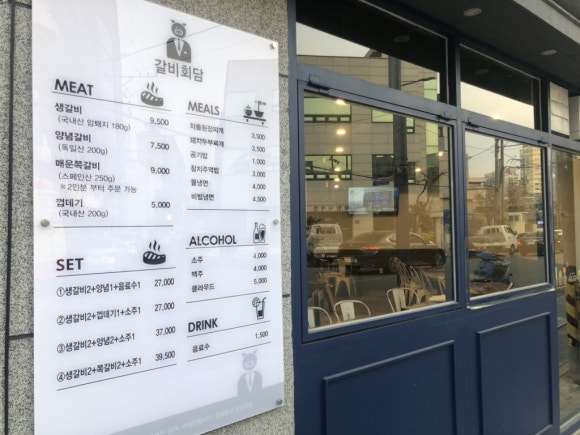 갈비회담
MEAT
생갈비 9,500
(국내산 암퇘지 180g)
양념갈비 7,500
(독일산 200g)
매운쪽갈비 9,000
(스페인산 250g)
※2인분 부터 주문 가능
껍데기 5,000
(국내산 200g)
SET
①생갈비2+양념1+음료수1 27,000
②생갈비2+껍데기1+소주1 27,000
③생갈비2+양념2+소주1 37,000
④생갈비2+쪽갈비2+소주1 39,500
MEALS
차돌된장찌개 3,500
돼지두부찌개 3,500
공기밥 1,000
참치주먹밥 3,000
물냉면 4,000
비빔냉면 4,500
ALCOHOL
소주 4,000
맥주 4,000
클라우드 5,000
DRINK
음료수 1,500